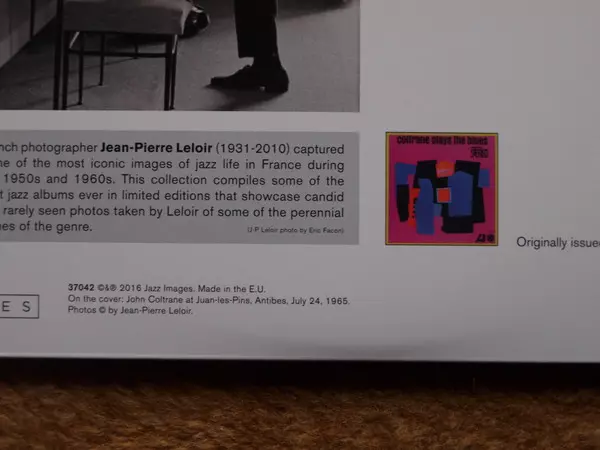 nch photographer Jean-Pierre Leloir (1931-2010) captured
ne of the most iconic images of jazz life in France during
1950s and 1960s. This collection compiles some of the
t jazz albums ever in limited editions that showcase candid
rarely seen photos taken by Leloir of some of the perennial
es of the genre.
(J-P Leloir photo by Eric Facon)
coltrane plays the blues
Originally issued
37042 ©&℗ 2016 Jazz Images. Made in the E.U.
On the cover: John Coltrane at Juan-les-Pins, Antibes, July 24, 1965.
Photos © by Jean-Pierre Leloir.
E S